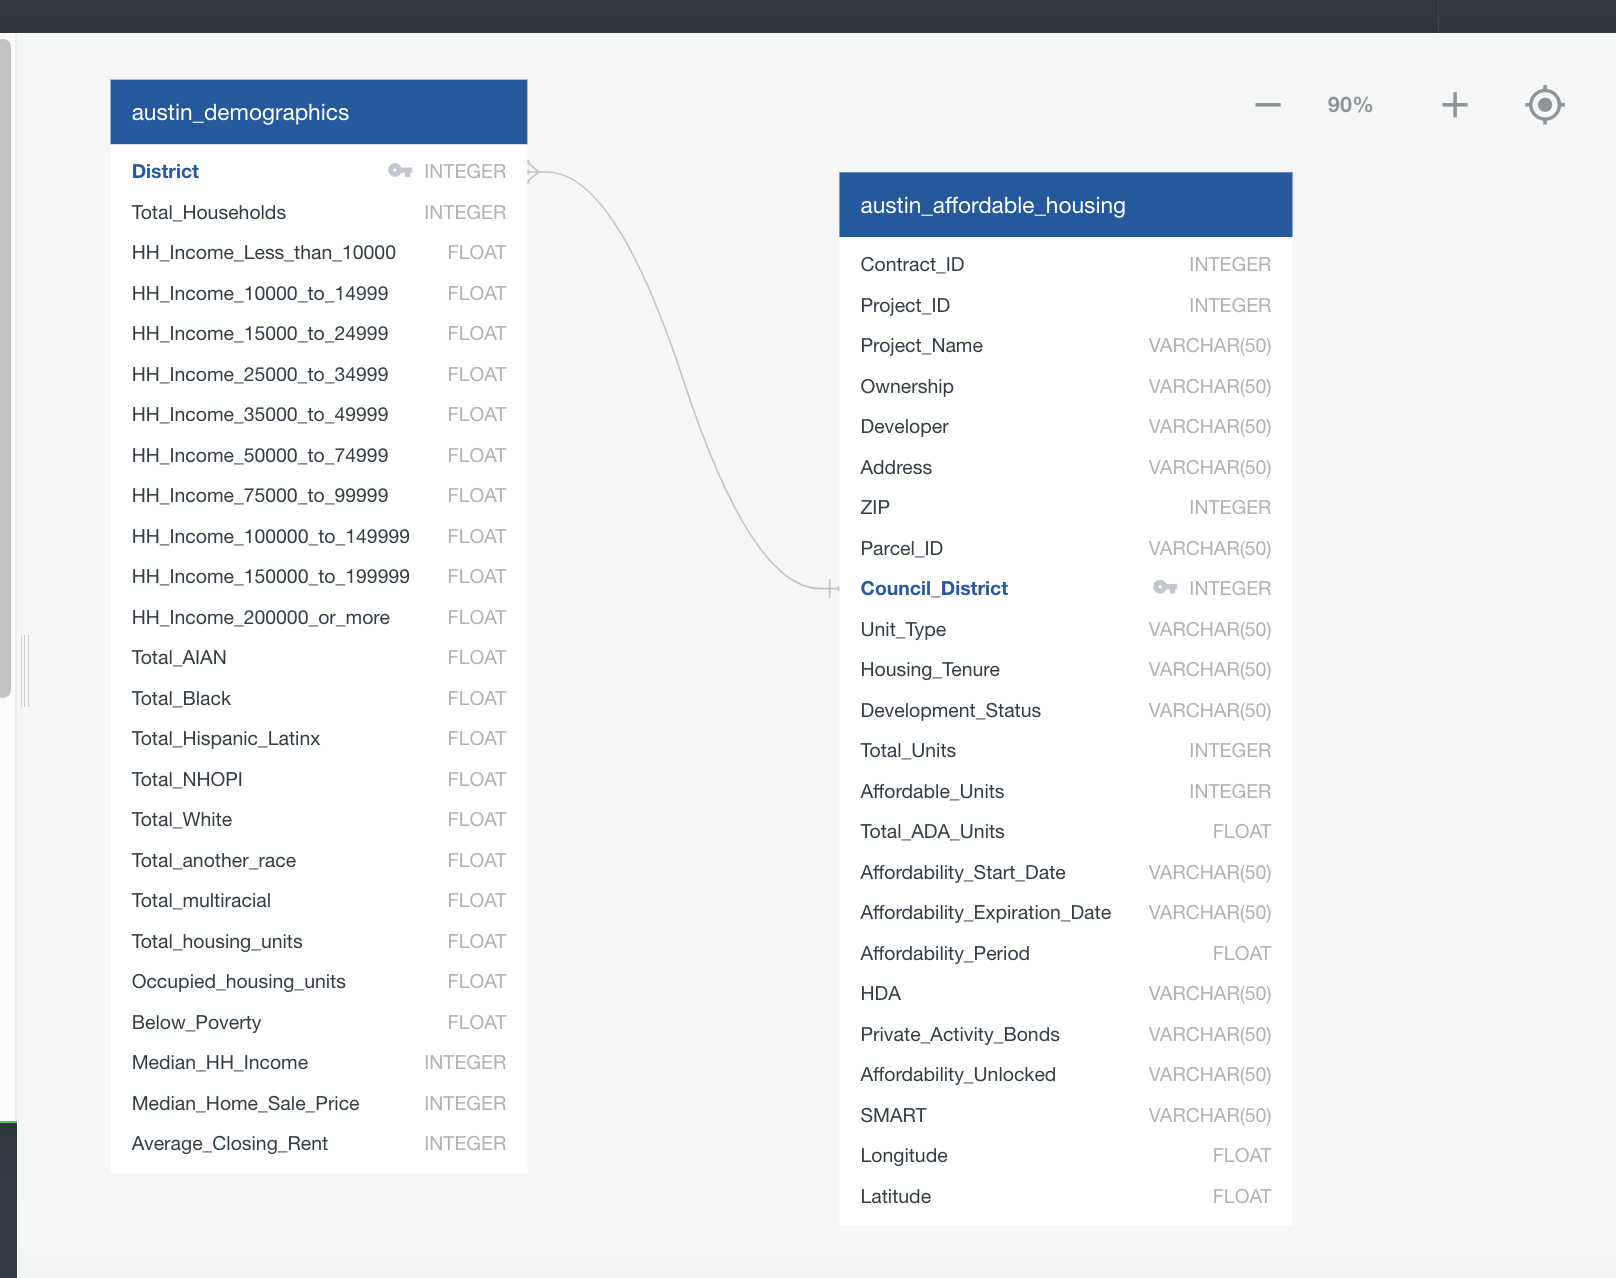 austin_demographics
District INTEGER
Total_Households INTEGER
HH_Income_Less_than_10000 FLOAT
HH_Income_10000_to_14999 FLOAT
HH_Income_15000_to_24999 FLOAT
HH_Income_25000_to_34999 FLOAT
HH_Income_35000_to_49999 FLOAT
HH_Income_50000_to_74999 FLOAT
HH_Income_75000_to_99999 FLOAT
HH_Income_100000_to_149999 FLOAT
HH_Income_150000_to_199999 FLOAT
HH_Income_200000_or_more FLOAT
Total_AIAN FLOAT
Total_Black FLOAT
Total_Hispanic_Latinx FLOAT
Total_NHOPI FLOAT
Total_White FLOAT
Total_another_race FLOAT
Total_multiracial FLOAT
Total_housing_units FLOAT
Occupied_housing_units FLOAT
Below_Poverty FLOAT
Median_HH_Income INTEGER
Median_Home_Sale_Price INTEGER
Average_Closing_Rent INTEGER
90%
austin_affordable_housing
Contract_ID INTEGER
Project_ID INTEGER
Project_Name VARCHAR(50)
Ownership VARCHAR(50)
Developer VARCHAR(50)
Address VARCHAR(50)
ZIP INTEGER
Parcel_ID VARCHAR(50)
Council_District INTEGER
Unit_Type VARCHAR(50)
Housing_Tenure VARCHAR(50)
Development_Status VARCHAR(50)
Total_Units INTEGER
Affordable_Units INTEGER
Total_ADA_Units FLOAT
Affordability_Start_Date VARCHAR(50)
Affordability_Expiration_Date VARCHAR(50)
Affordability_Period FLOAT
HDA VARCHAR(50)
Private_Activity_Bonds VARCHAR(50)
Affordability_Unlocked VARCHAR(50)
SMART VARCHAR(50)
Longitude FLOAT
Latitude FLOAT